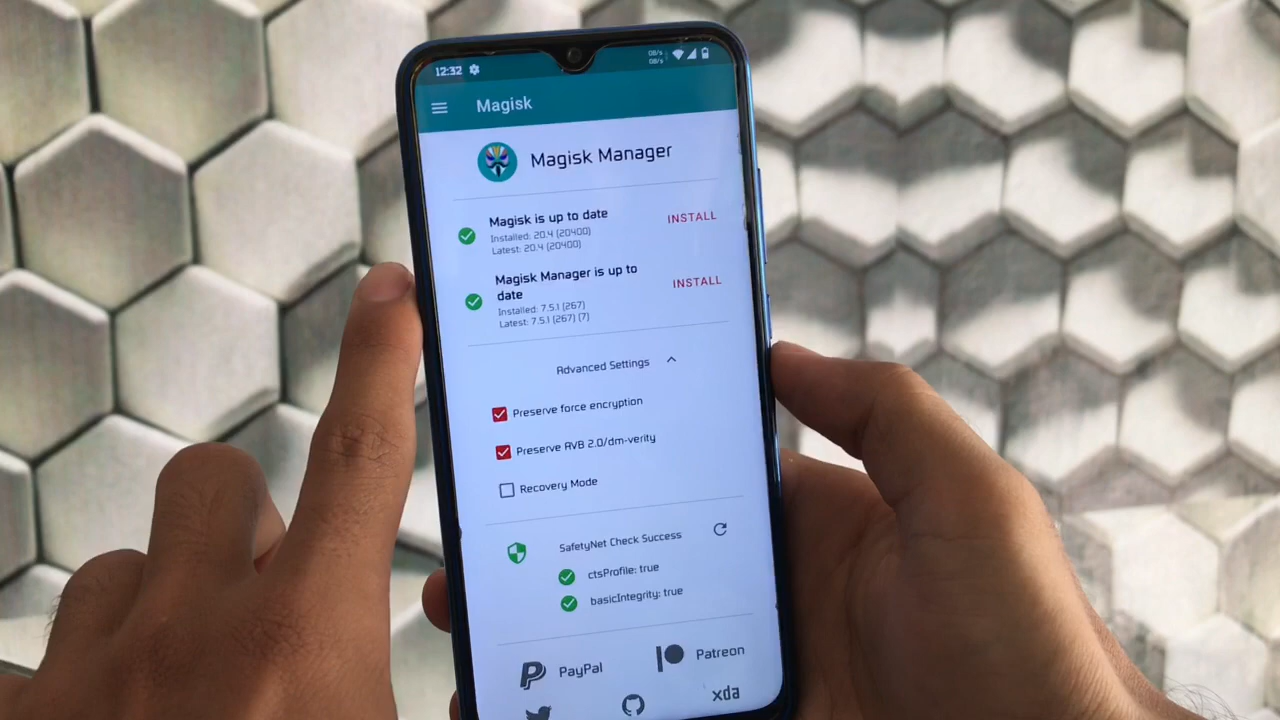 12:32
0B/s
0B/s
Magisk
Magisk Manager
Magisk is up to date
INSTALL
Installed: 20.4 (20400)
Latest: 20.4 (20400)
Magisk Manager is up to
date
INSTALL
Installed: 7.5.1 (267)
Latest: 7.5.1 (267) (7)
Advanced Settings
Preserve force encryption
Preserve AVB 2.0/dm-verity
Recovery Mode
SafetyNet Check Success
ctsProfile: true
basicIntegrity: true
PayPal
Patreon
xda